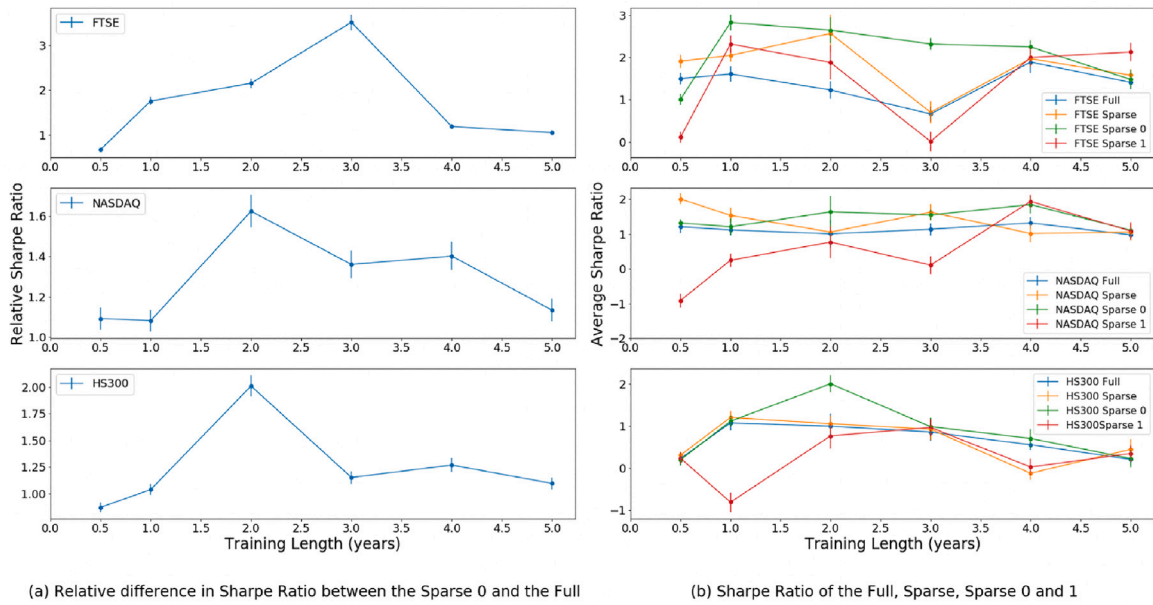 FTSE
3
2
1
0.0 0.5 1.0 1.5 2.0 2.5 3.0 3.5 4.0 4.5 5.0
NASDAQ
1.6
1.4
1.2
1.0
0.0 0.5 1.0 1.5 2.0 2.5 3.0 3.5 4.0 4.5 5.0
Relative Sharpe Ratio
HS300
2.00
1.75
1.50
1.25
1.00
0.0 0.5 1.0 1.5 2.0 2.5 3.0 3.5 4.0 4.5 5.0
Training Length (years)
(a) Relative difference in Sharpe Ratio between the Sparse 0 and the Full
3
2
1
0
FTSE Full
FTSE Sparse
FTSE Sparse 0
FTSE Sparse 1
0.0 0.5 1.0 1.5 2.0 2.5 3.0 3.5 4.0 4.5 5.0
2
1
0
−1
−2
NASDAQ Full
NASDAQ Sparse
NASDAQ Sparse 0
NASDAQ Sparse 1
0.0 0.5 1.0 1.5 2.0 2.5 3.0 3.5 4.0 4.5 5.0
Average Sharpe Ratio
2
1
0
−1
HS300 Full
HS300 Sparse
HS300 Sparse 0
HS300Sparse 1
0.0 0.5 1.0 1.5 2.0 2.5 3.0 3.5 4.0 4.5 5.0
Training Length (years)
(b) Sharpe Ratio of the Full, Sparse, Sparse 0 and 1